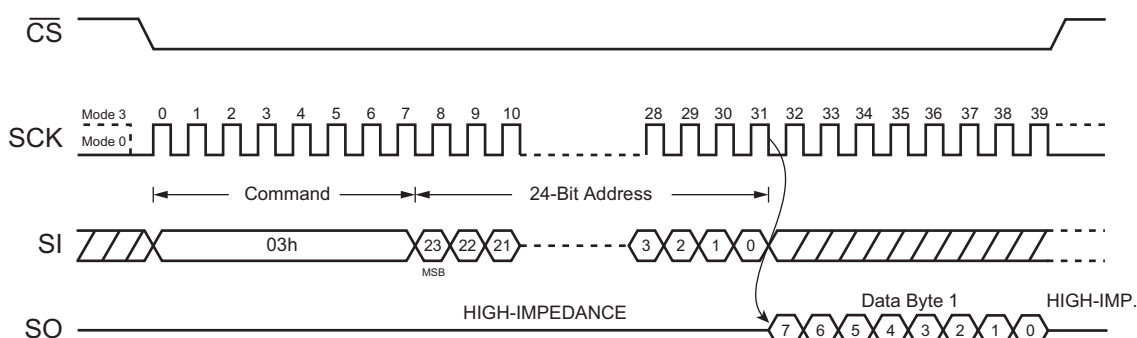 CS
Mode 3
0 1 2 3 4 5 6 7 8 9 10 28 29 30 31 32 33 34 35 36 37 38 39
SCK
Mode 0
Command
24-Bit Address
SI
03h
23 22 21 3 2 1 0
MSB
Data Byte 1
HIGH-IMPEDANCE
HIGH-IMP.
SO
7 6 5 4 3 2 1 0